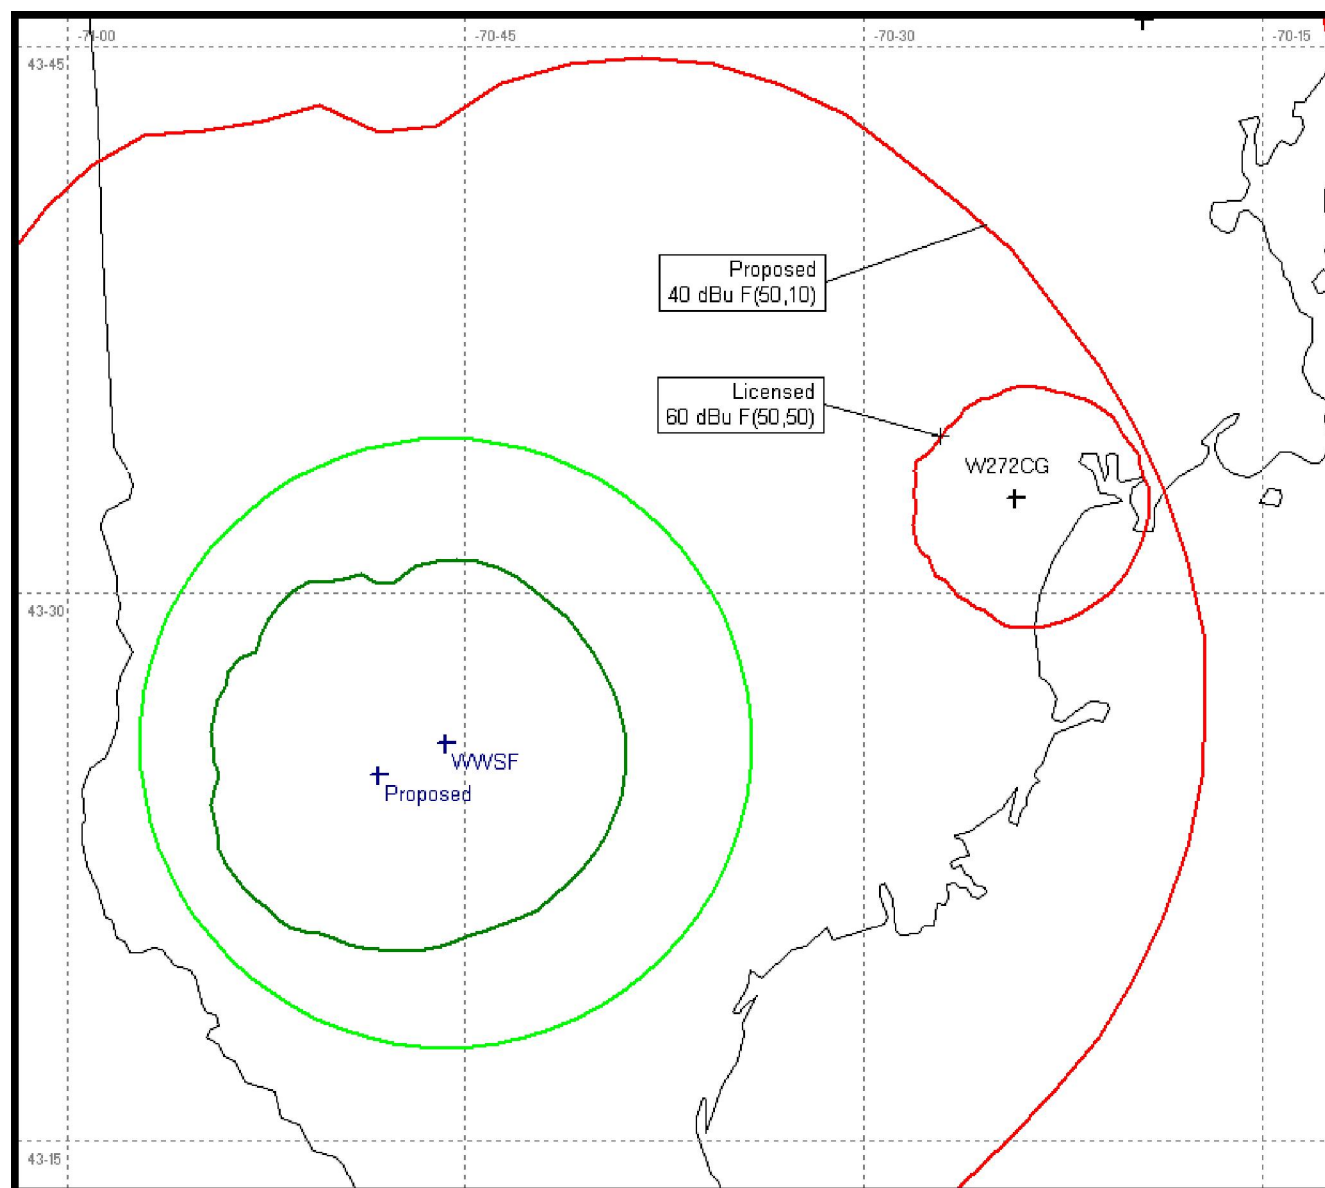 -71-00
-70-45
-70-30
-70-15
43-45
Proposed
40 dBu F(50,10)
Licensed
60 dBu F(50,50)
W272CG
43-30
WWSF
Proposed
43-15